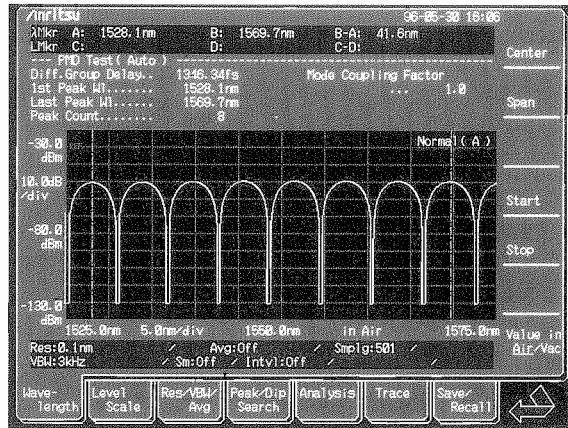 Anritsu 96-05-30 16:06
λMkr A: 1528.1nm B: 1569.7nm B-A: 41.6nm
LMkr C: D: C-D:
--- PMD Test( Auto )
Diff.Group Delay.. 1346.34fs Mode Coupling Factor
1st Peak Wl....... 1528.1nm ... 1.0
Last Peak Wl...... 1569.7nm
Peak Count........ 8
Normal( A )
-30.0
dBm
10.0dB
/div
-80.0
dBm
-130.0
dBm
1525.0nm 5.0nm/div 1550.0nm in Air 1575.0nm
Res:0.1nm / Avg:Off / Smplg:501 /
VBW:3kHz / Sm:Off / Intvl:Off /
Center
Span
Start
Stop
Value in
Air/Vac
Wave-
length
Level
Scale
Res/VBW/
Avg
Peak/Dip
Search
Analysis
Trace
Save/
Recall